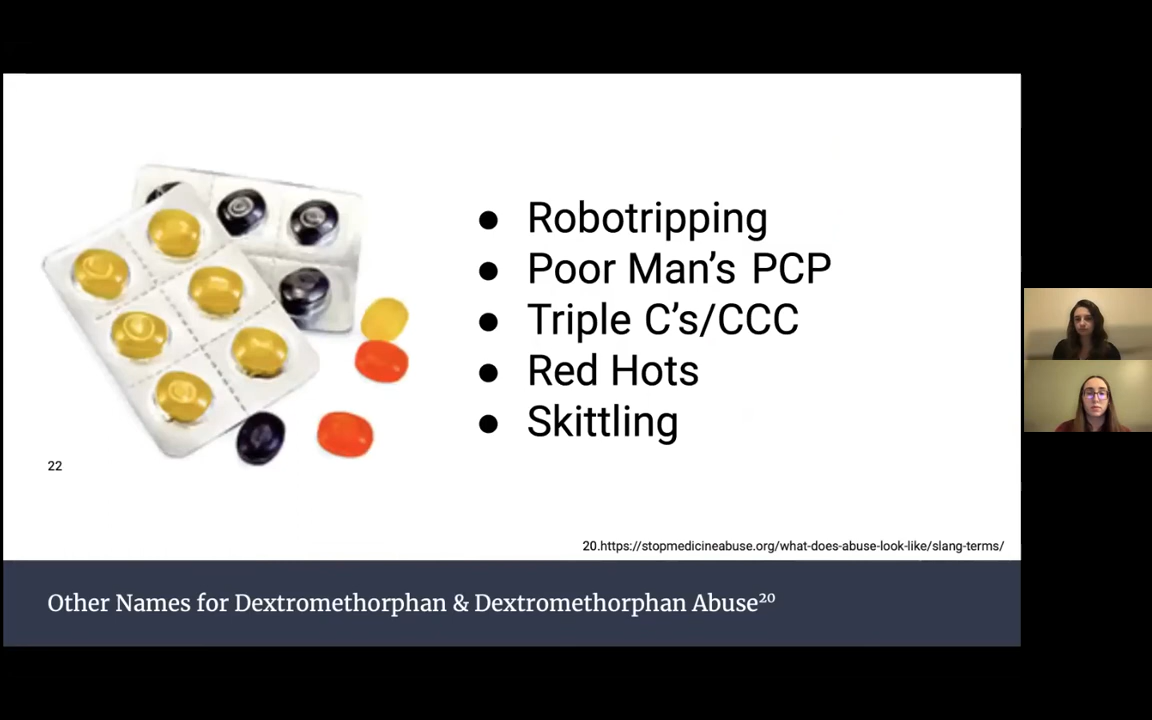 ● Robotripping
● Poor Man's PCP
● Triple C's/CCC
● Red Hots
● Skittling
22
20.https://stopmedicineabuse.org/what-does-abuse-look-like/slang-terms/
Other Names for Dextromethorphan & Dextromethorphan Abuse²⁰